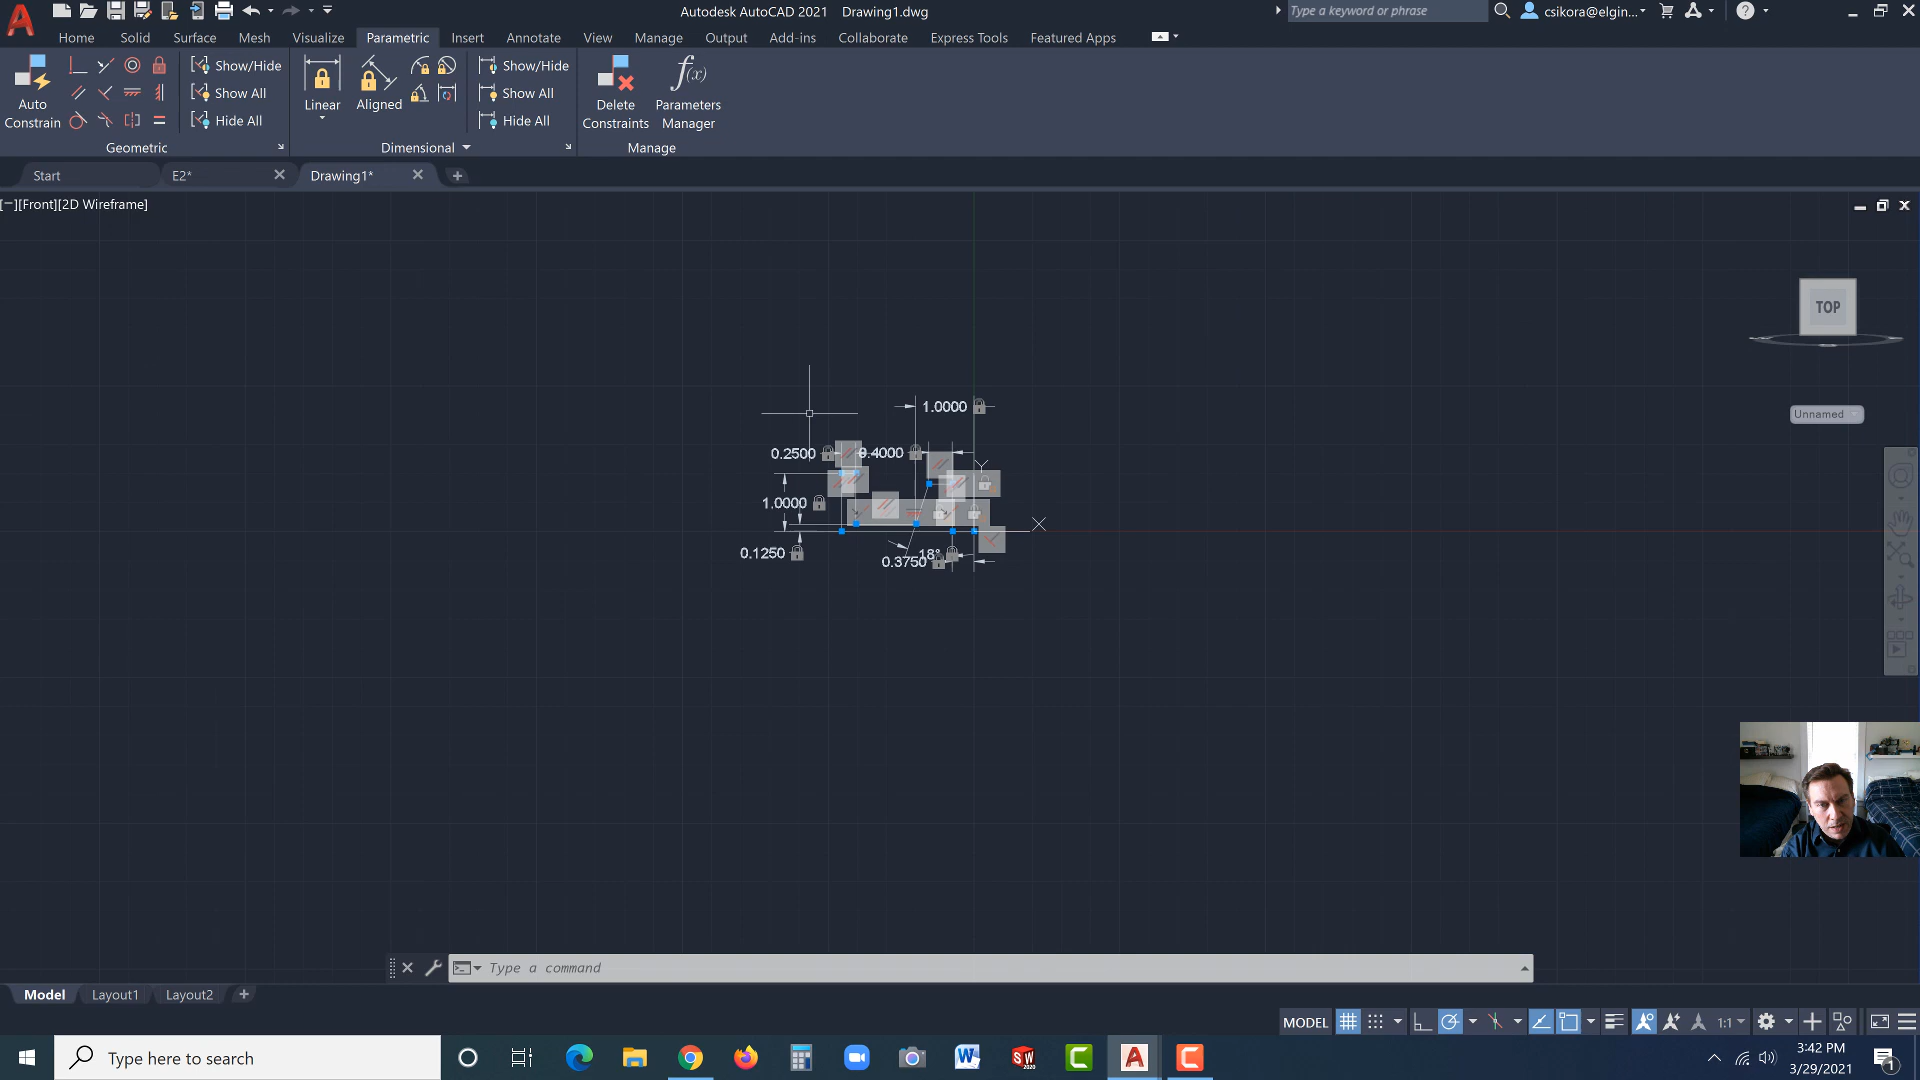 Autodesk AutoCAD 2021 Drawing1.dwg
Type a keyword or phrase
csikora@elgin...
Home Solid Surface Mesh Visualize Parametric Insert Annotate View Manage Output Add-ins Collaborate Express Tools Featured Apps
Auto
Constrain
Show/Hide
Show All
Hide All
Geometric
Linear
Aligned
Show/Hide
Show All
Hide All
Dimensional
Delete
Constraints
f(x)
Parameters
Manager
Manage
Start
E2*
Drawing1*
[−][Front][2D Wireframe]
TOP
Unnamed
1.0000
0.2500
0.4000
Y
1.0000
X
0.1250
18°
0.3750
Type a command
Model Layout1 Layout2
MODEL
1:1
Type here to search
W
SW
2020
C
A
C
3:42 PM
3/29/2021
1